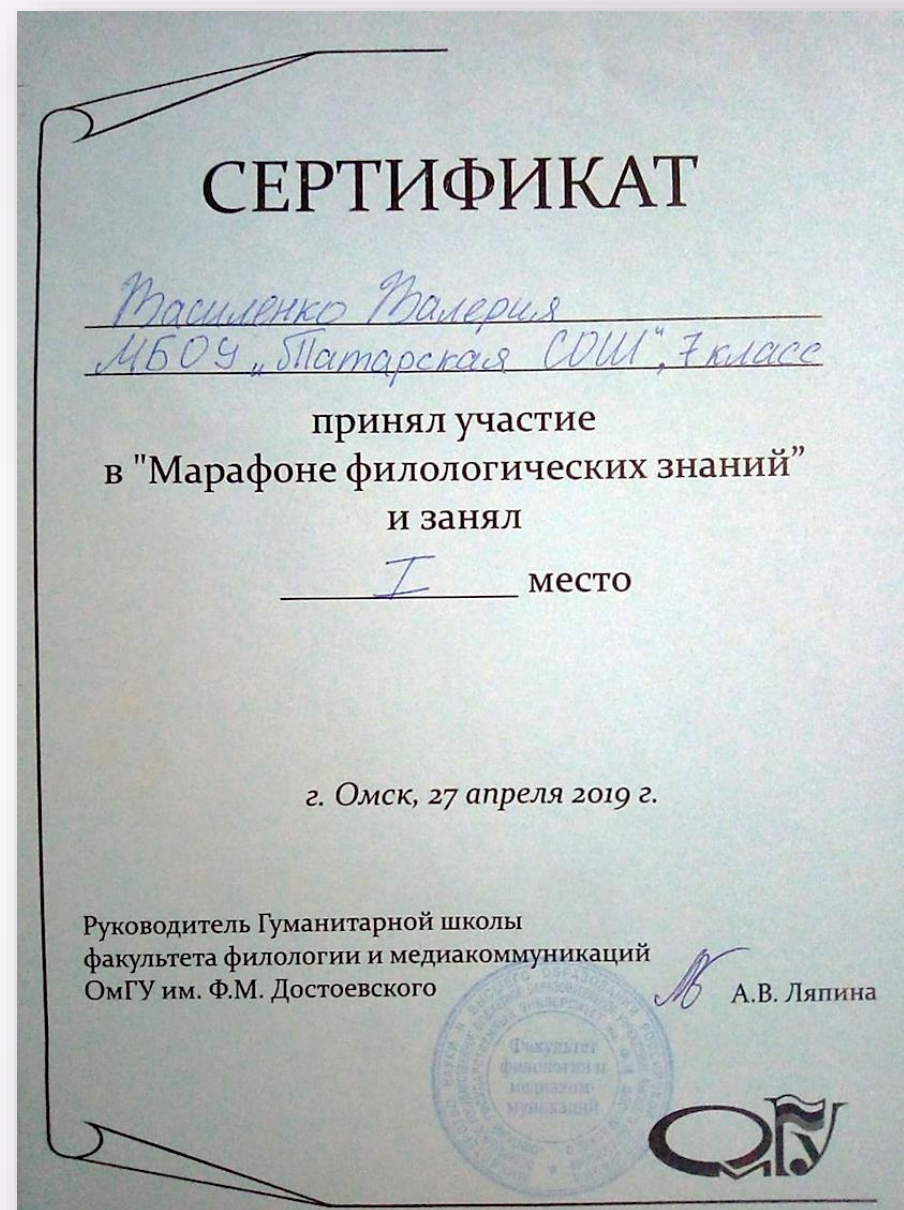 СЕРТИФИКАТ
Василенко Валерия
МБОУ „Татарская СОШ", 7 класс
принял участие
в "Марафоне филологических знаний”
и занял
I место
г. Омск, 27 апреля 2019 г.
Руководитель Гуманитарной школы
факультета филологии и медиакоммуникаций
ОмГУ им. Ф.М. Достоевского
А.В. Ляпина
Факультет
филологии и
медиаком-
муникаций
ОмГУ